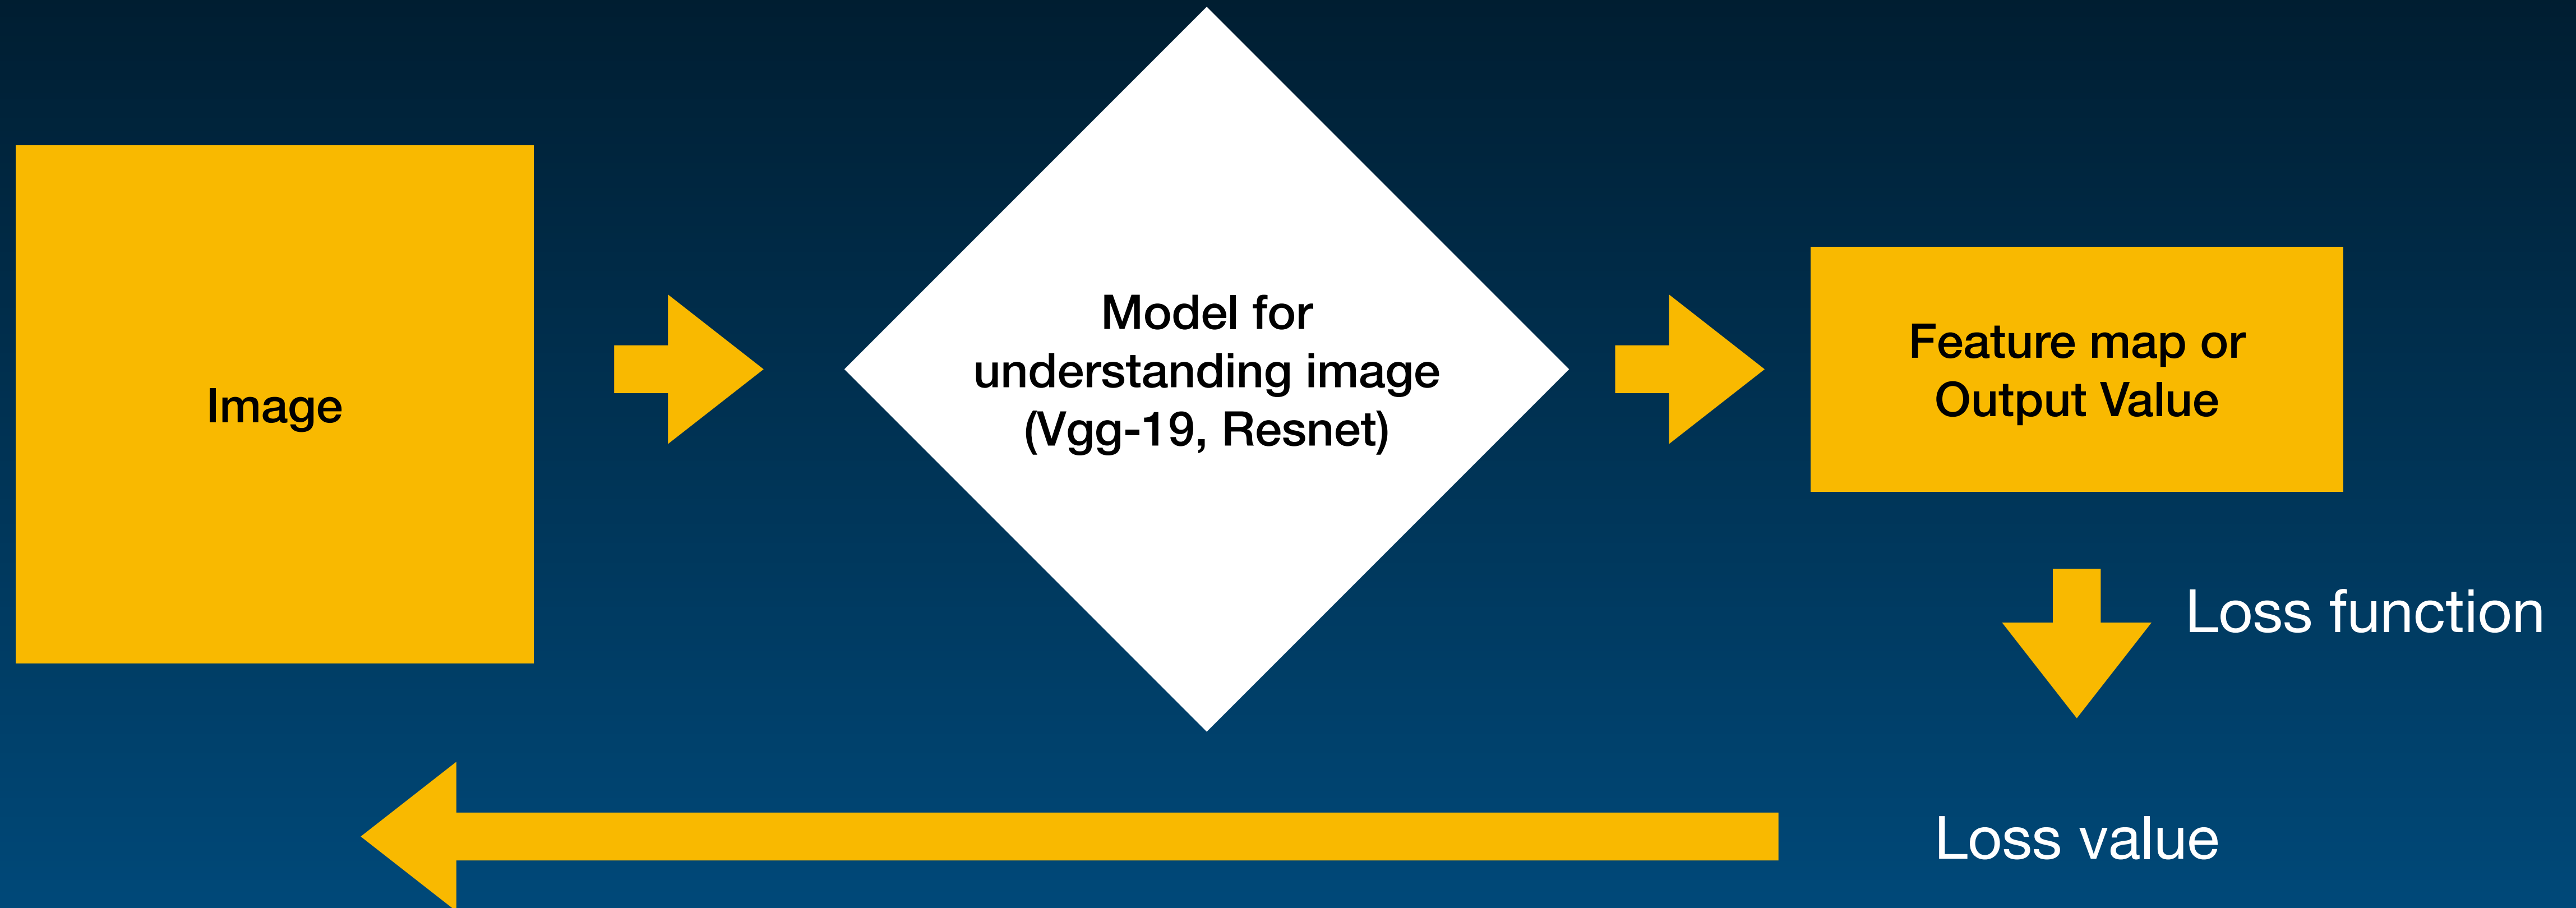 Image
Model for
understanding image
(Vgg-19, Resnet)
Feature map or
Output Value
Loss function
Loss value